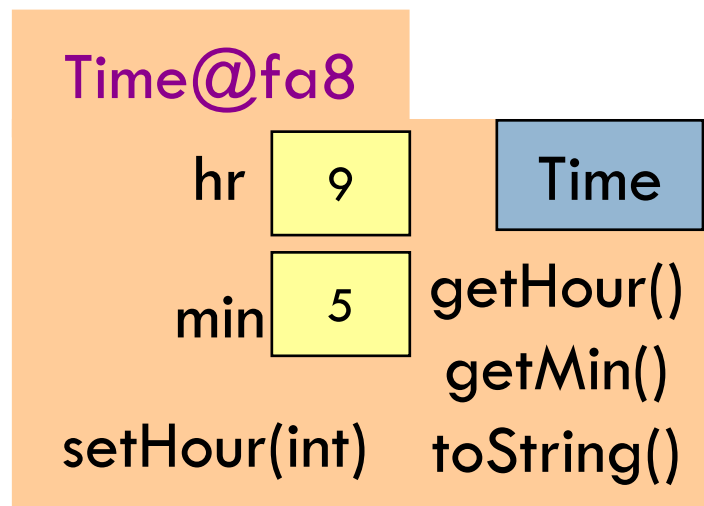 Time@fa8
hr 9 Time
min 5 getHour()
getMin()
setHour(int) toString()